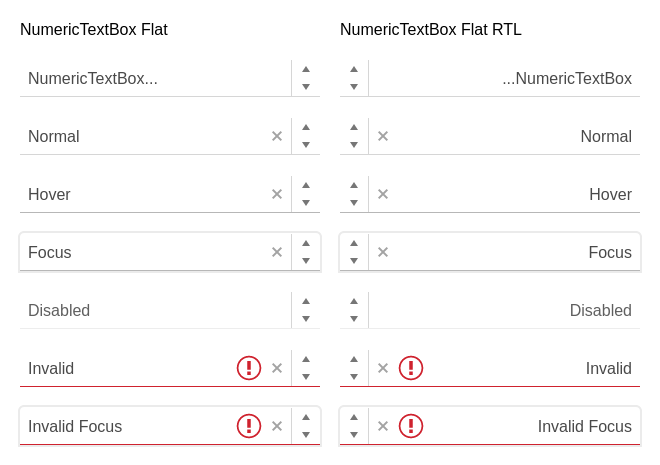 NumericTextBox Flat
NumericTextBox...
Normal
Hover
Focus
Disabled
Invalid
Invalid Focus
NumericTextBox Flat RTL
...NumericTextBox
Normal
Hover
Focus
Disabled
Invalid
Invalid Focus